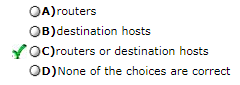 A)routers
B)destination hosts
C)routers or destination hosts
D)None of the choices are correct